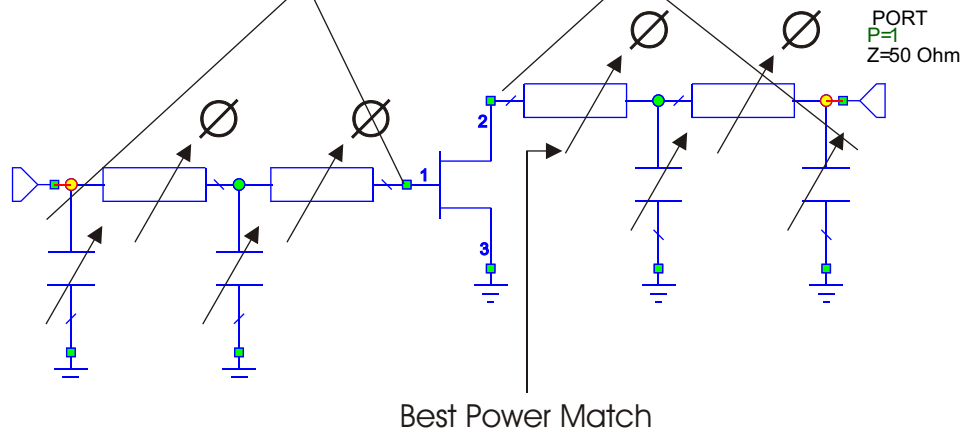 PORT
P=1
Z=50 Ohm
Ø
Ø
Ø
Ø
2
1
3
Best Power Match